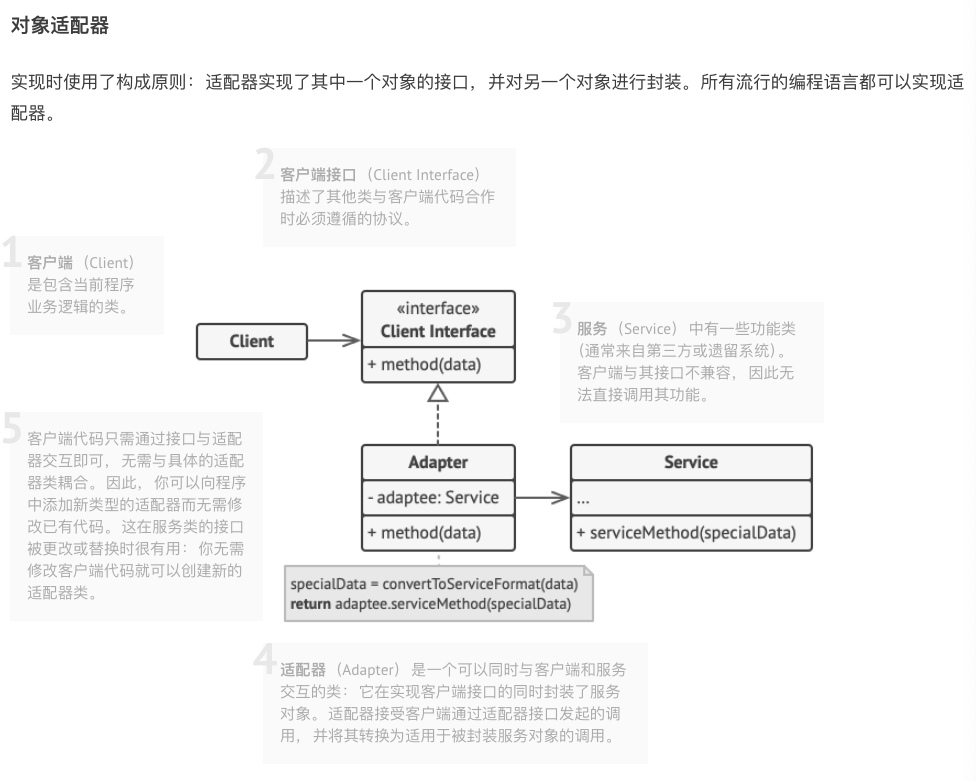 对象适配器
实现时使用了构成原则： 适配器实现了其中一个对象的接口， 并对另一个对象进行封装。所有流行的编程语言都可以实现适
配器。
1
客户端 （Client）
是包含当前程序
业务逻辑的类。
2
客户端接口 （Client Interface）
描述了其他类与客户端代码合作
时必须遵循的协议。
Client
«interface»
Client Interface
+ method(data)
3
服务 （Service） 中有一些功能类
（通常来自第三方或遗留系统）。
客户端与其接口不兼容， 因此无
法直接调用其功能。
Adapter
- adaptee: Service
+ method(data)
Service
...
+ serviceMethod(specialData)
specialData = convertToServiceFormat(data)
return adaptee.serviceMethod(specialData)
4
适配器 （Adapter） 是一个可以同时与客户端和服务
交互的类： 它在实现客户端接口的同时封装了服务
对象。适配器接受客户端通过适配器接口发起的调
用， 并将其转换为适用于被封装服务对象的调用。
5
客户端代码只需通过接口与适配
器交互即可， 无需与具体的适配
器类耦合。因此， 你可以向程序
中添加新类型的适配器而无需修
改已有代码。这在服务类的接口
被更改或替换时很有用： 你无需
修改客户端代码就可以创建新的
适配器类。